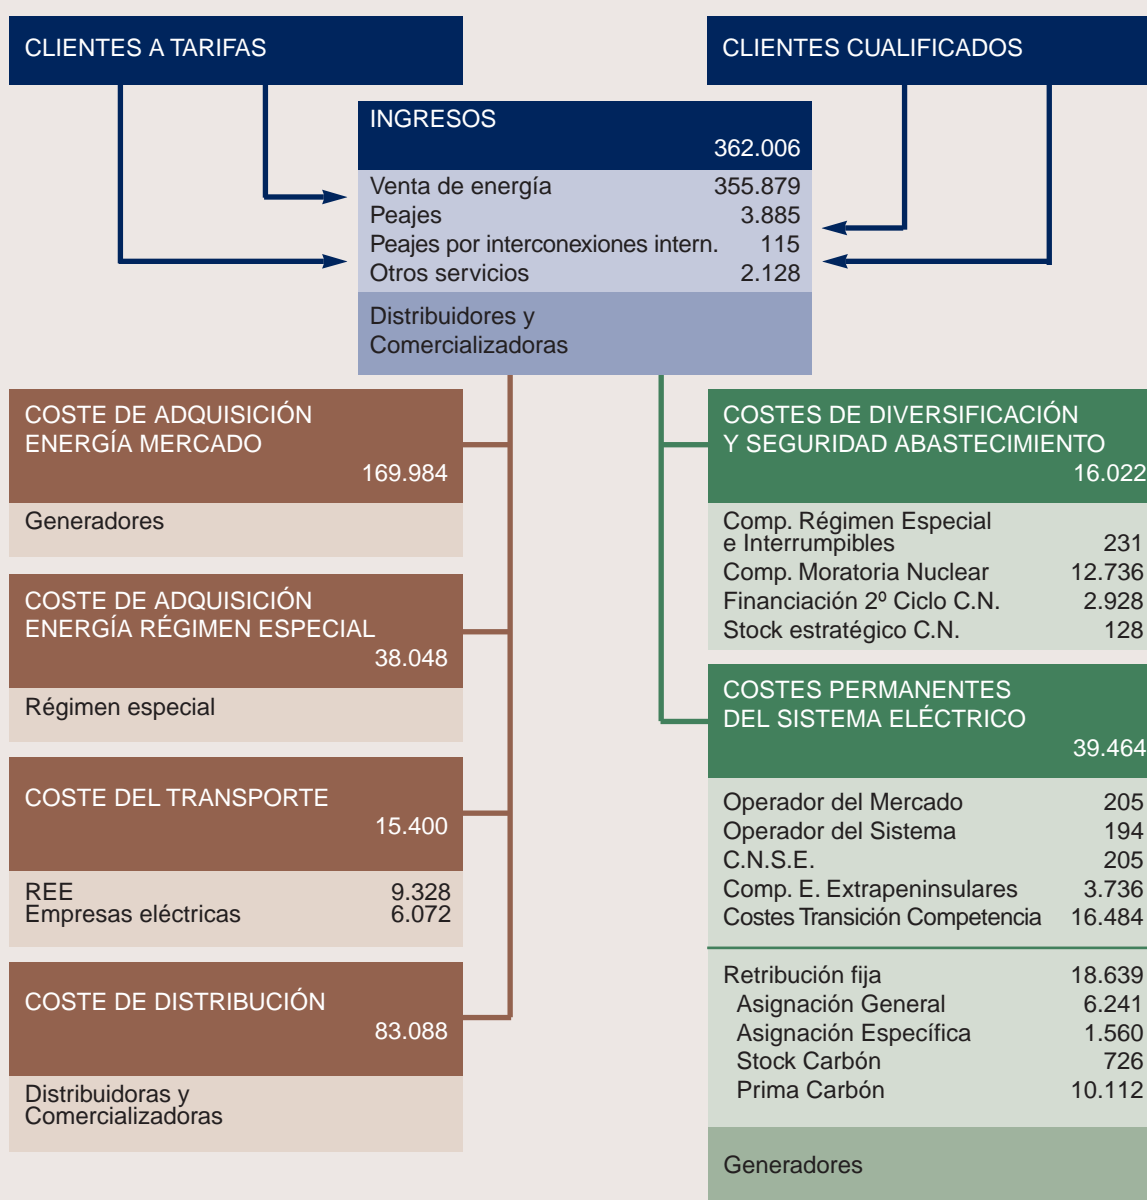 CLIENTES A TARIFAS
CLIENTES CUALIFICADOS
INGRESOS
362.006
Venta de energía 355.879
Peajes 3.885
Peajes por interconexiones intern. 115
Otros servicios 2.128
Distribuidores y
Comercializadoras
COSTE DE ADQUISICIÓN
ENERGÍA MERCADO
169.984
Generadores
COSTE DE ADQUISICIÓN
ENERGÍA RÉGIMEN ESPECIAL
38.048
Régimen especial
COSTE DEL TRANSPORTE
15.400
REE 9.328
Empresas eléctricas 6.072
COSTE DE DISTRIBUCIÓN
83.088
Distribuidoras y
Comercializadoras
COSTES DE DIVERSIFICACIÓN
Y SEGURIDAD ABASTECIMIENTO
16.022
Comp. Régimen Especial
e Interrumpibles 231
Comp. Moratoria Nuclear 12.736
Financiación 2º Ciclo C.N. 2.928
Stock estratégico C.N. 128
COSTES PERMANENTES
DEL SISTEMA ELÉCTRICO
39.464
Operador del Mercado 205
Operador del Sistema 194
C.N.S.E. 205
Comp. E. Extrapeninsulares 3.736
Costes Transición Competencia 16.484
Retribución fija 18.639
Asignación General 6.241
Asignación Específica 1.560
Stock Carbón 726
Prima Carbón 10.112
Generadores